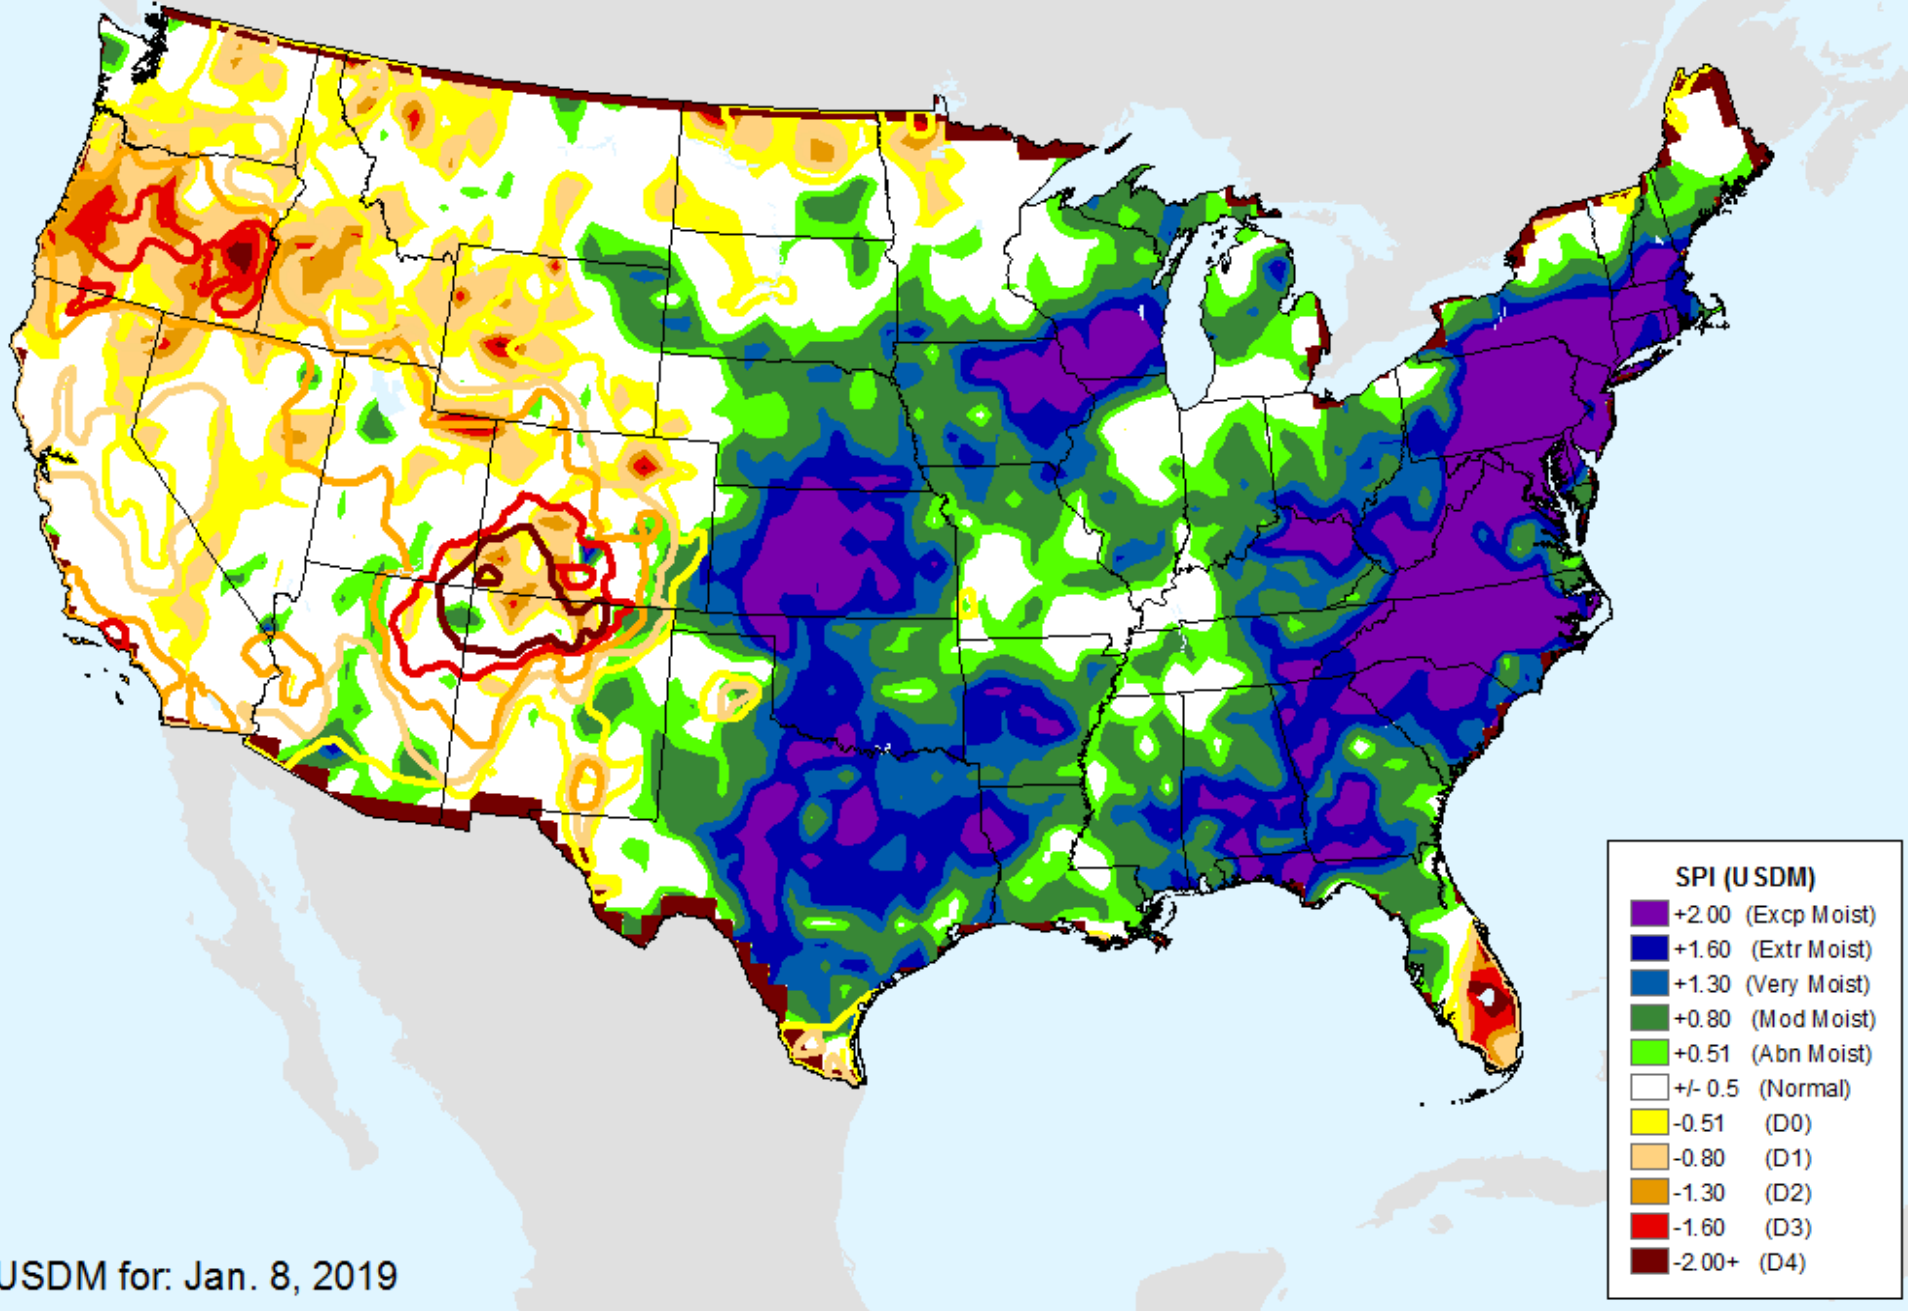 SPI (USDM)
+2.00 (Excp Moist)
+1.60 (Extr Moist)
+1.30 (Very Moist)
+0.80 (Mod Moist)
+0.51 (Abn Moist)
+/- 0.5 (Normal)
-0.51 (D0)
-0.80 (D1)
-1.30 (D2)
-1.60 (D3)
-2.00+ (D4)
USDM for: Jan. 8, 2019